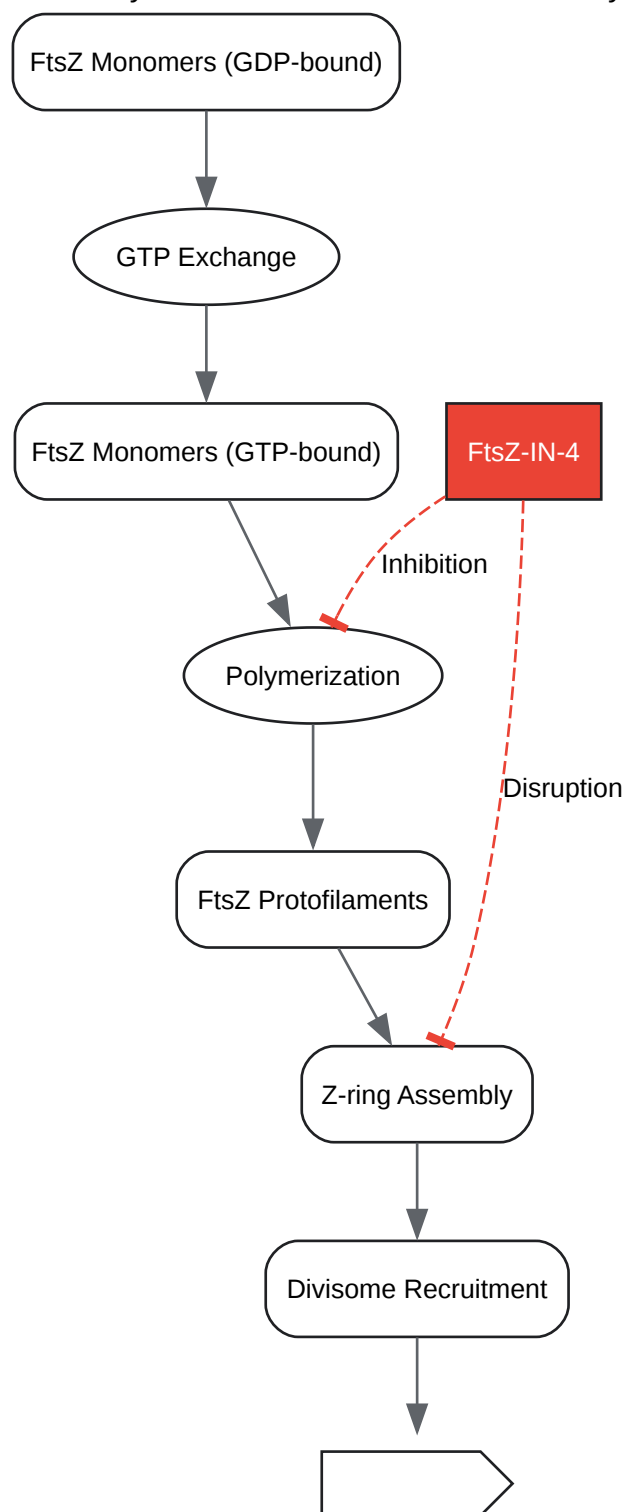 FtsZ Monomers (GDP-bound)
GTP Exchange
FtsZ Monomers (GTP-bound)
FtsZ-IN-4
Inhibition
Polymerization
Disruption
FtsZ Protofilaments
Z-ring Assembly
Divisome Recruitment